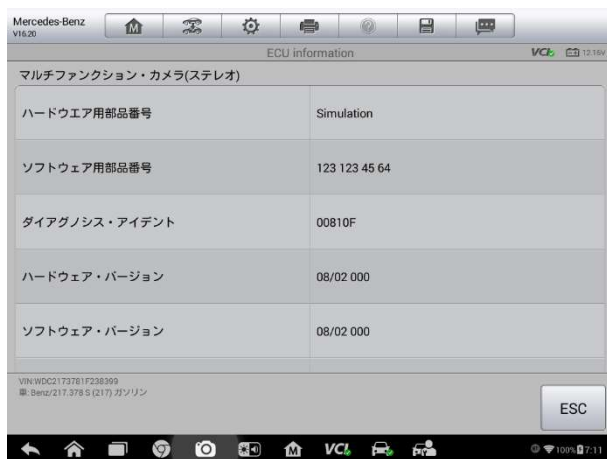 Mercedes-Benz
V16.20
ECU information
VCI 12.16V
マルチファンクション・カメラ(ステレオ)
ハードウエア用部品番号 Simulation
ソフトウェア用部品番号 123 123 45 64
ダイアグノシス・アイデント 00810F
ハードウェア・バージョン 08/02 000
ソフトウェア・バージョン 08/02 000
VIN:WDC2173781F238399
車: Benz/217.378 S (217) ガソリン
ESC
VCI 100% 7:11